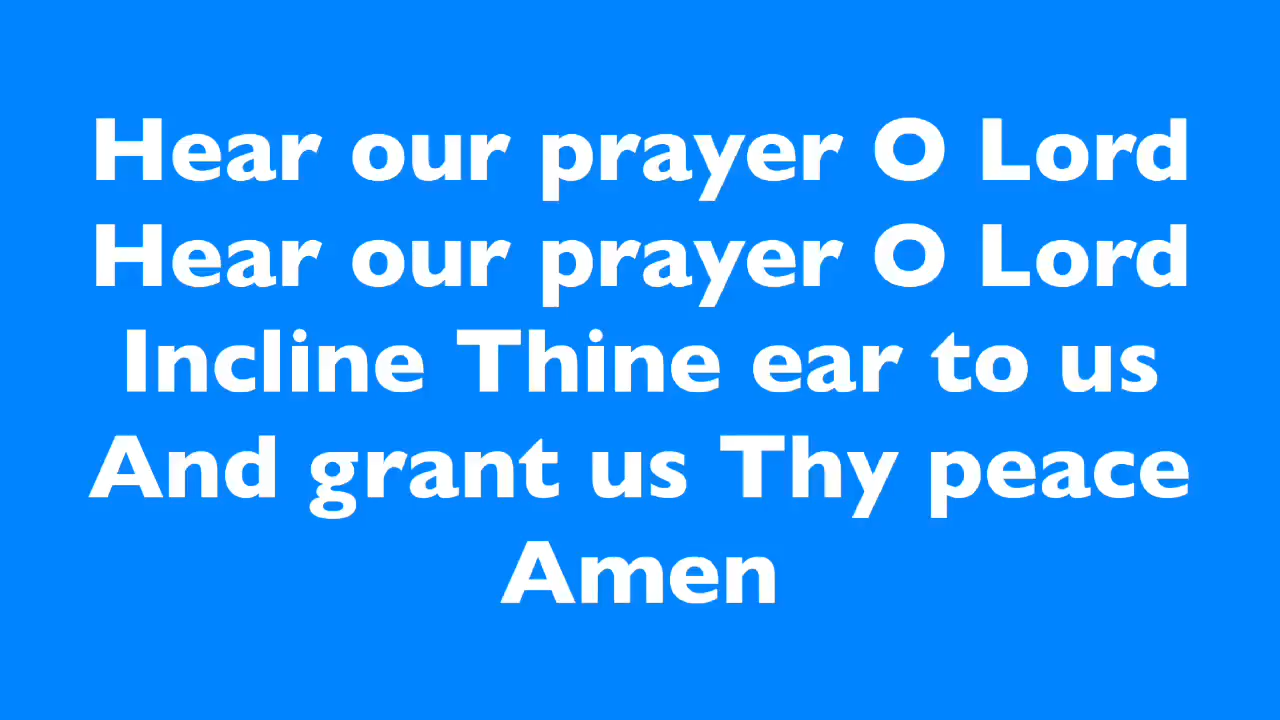 Hear our prayer O Lord
Hear our prayer O Lord
Incline Thine ear to us
And grant us Thy peace
Amen